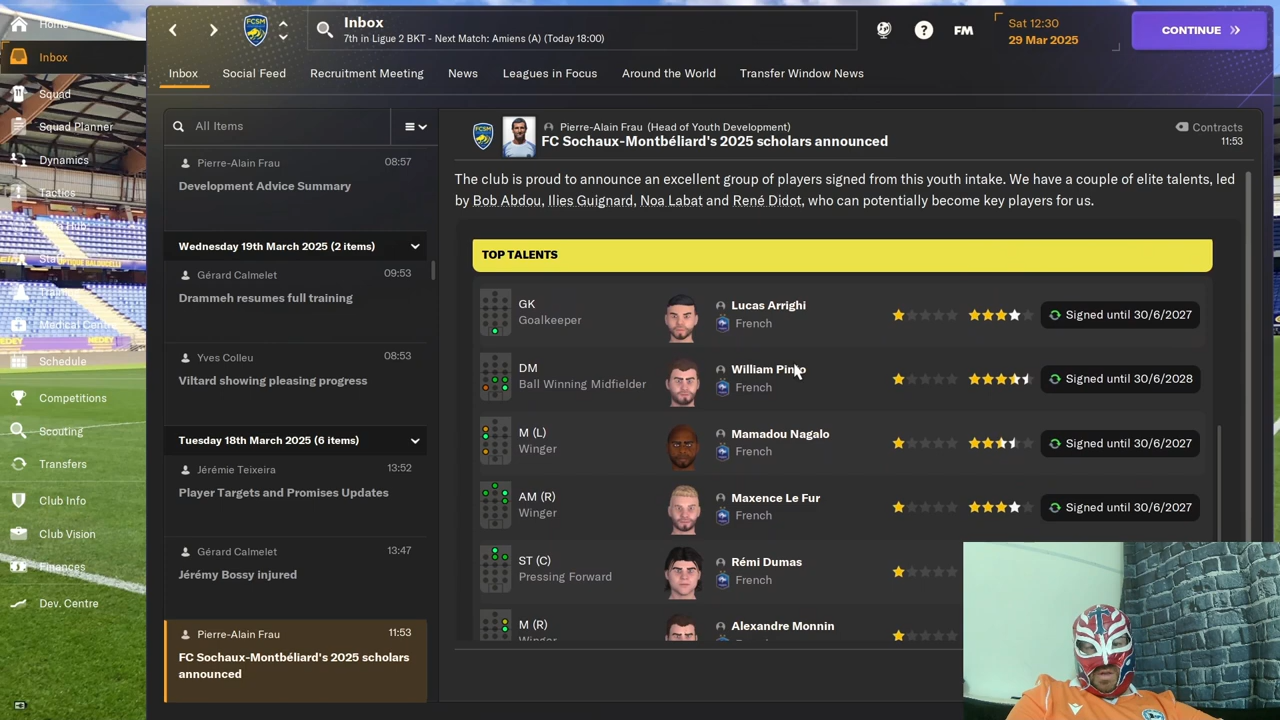 Home
Inbox
Squad
Squad Planner
Dynamics
Tactics
Medical Centre
Schedule
Competitions
Scouting
Transfers
Club Info
Club Vision
Finances
Dev. Centre
FCSM
Inbox
7th in Ligue 2 BKT - Next Match: Amiens (A) (Today 18:00)
?
FM
Sat 12:30
29 Mar 2025
CONTINUE
Inbox
Social Feed
Recruitment Meeting
News
Leagues in Focus
Around the World
Transfer Window News
All Items
Pierre-Alain Frau 08:57
Development Advice Summary
Wednesday 19th March 2025 (2 items)
Gérard Calmelet 09:53
Drammeh resumes full training
Yves Colleu 08:53
Viltard showing pleasing progress
Tuesday 18th March 2025 (6 items)
Jérémie Teixeira 13:52
Player Targets and Promises Updates
Gérard Calmelet 13:47
Jérémy Bossy injured
Pierre-Alain Frau 11:53
FC Sochaux-Montbéliard's 2025 scholars
announced
Pierre-Alain Frau (Head of Youth Development)
FC Sochaux-Montbéliard's 2025 scholars announced
Contracts
11:53
The club is proud to announce an excellent group of players signed from this youth intake. We have a couple of elite talents, led
by Bob Abdou, Ilies Guignard, Noa Labat and René Didot, who can potentially become key players for us.
TOP TALENTS
GK
Goalkeeper
Lucas Arrighi
French
Signed until 30/6/2027
DM
Ball Winning Midfielder
William
French
Signed until 30/6/2028
M (L)
Winger
Mamadou Nagalo
French
Signed until 30/6/2027
AM (R)
Winger
Maxence Le Fur
French
Signed until 30/6/2027
ST (C)
Pressing Forward
Rémi Dumas
French
M (R)
Winger
Alexandre Monnin
French